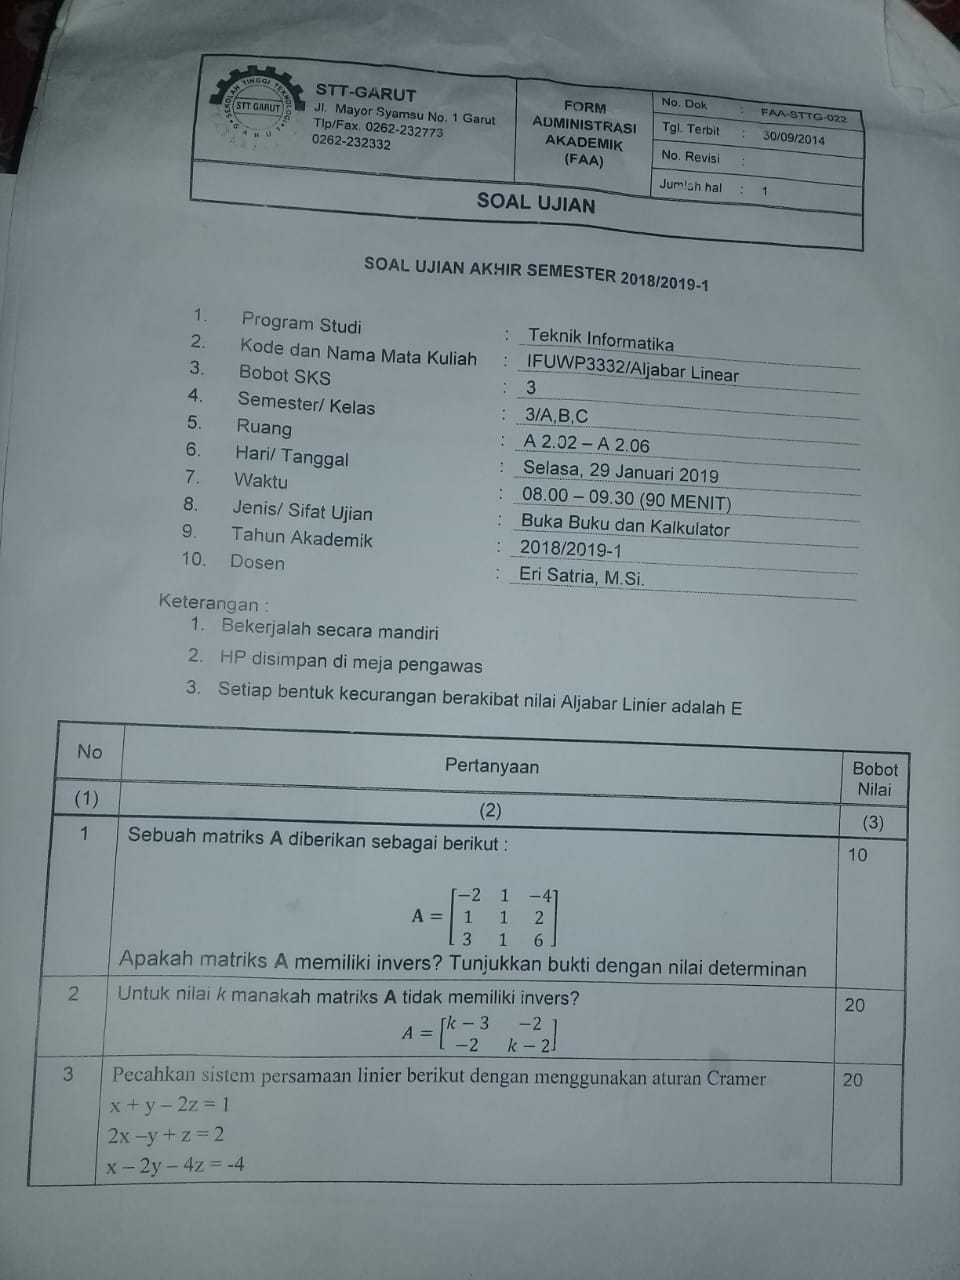 SEKOLAH TINGGI TEKNOLOGI
STT GARUT
GARUT
STT-GARUT
Jl. Mayor Syamsu No. 1 Garut
Tlp/Fax. 0262-232773
0262-232332
FORM
ADMINISTRASI
AKADEMIK
(FAA)
No. Dok : FAA-STTG-022
Tgl. Terbit : 30/09/2014
No. Revisi :
Jumlah hal : 1
SOAL UJIAN
SOAL UJIAN AKHIR SEMESTER 2018/2019-1
1. Program Studi : Teknik Informatika
2. Kode dan Nama Mata Kuliah : IFUWP3332/Aljabar Linear
3. Bobot SKS : 3
4. Semester/ Kelas : 3/A,B,C
5. Ruang : A 2.02 – A 2.06
6. Hari/ Tanggal : Selasa, 29 Januari 2019
7. Waktu : 08.00 – 09.30 (90 MENIT)
8. Jenis/ Sifat Ujian : Buka Buku dan Kalkulator
9. Tahun Akademik : 2018/2019-1
10. Dosen : Eri Satria, M.Si.
Keterangan :
1. Bekerjalah secara mandiri
2. HP disimpan di meja pengawas
3. Setiap bentuk kecurangan berakibat nilai Aljabar Linier adalah E
No Pertanyaan Bobot
Nilai
(1) (2) (3)
1 Sebuah matriks A diberikan sebagai berikut : 10
−2 1 −4
A = 1 1 2
3 1 6
Apakah matriks A memiliki invers? Tunjukkan bukti dengan nilai determinan
2 Untuk nilai k manakah matriks A tidak memiliki invers? 20
A = [k − 3 −2
−2 k − 2]
3 Pecahkan sistem persamaan linier berikut dengan menggunakan aturan Cramer 20
x + y – 2z = 1
2x –y + z = 2
x – 2y – 4z = -4